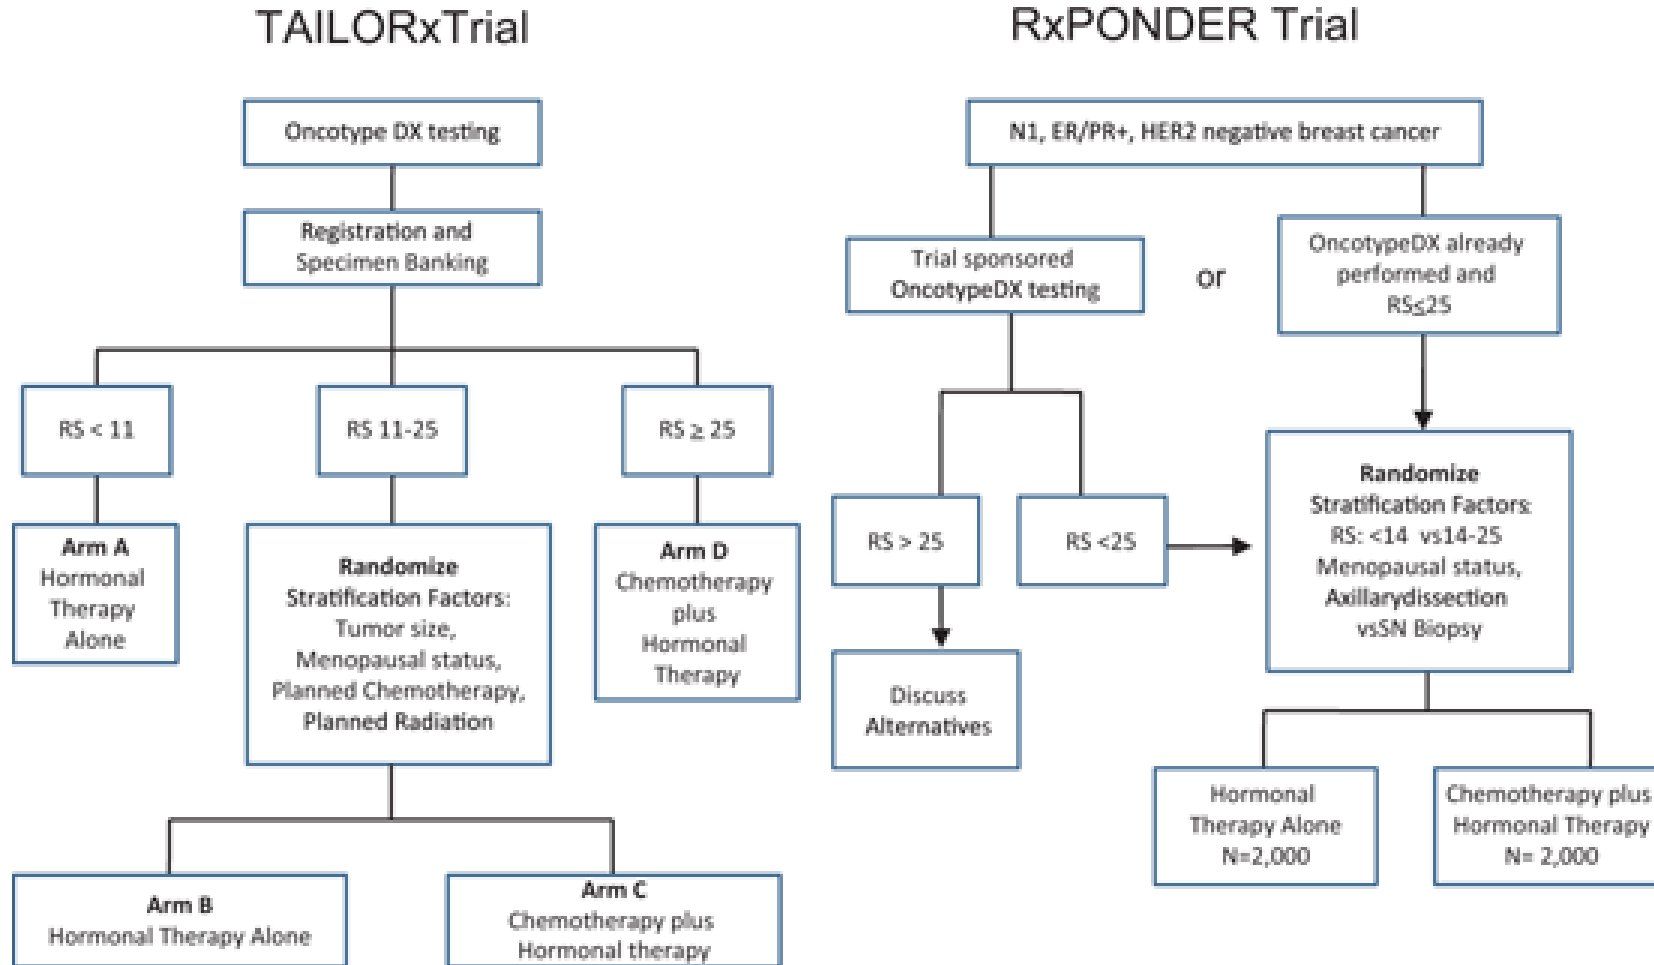 TAILORxTrial
Oncotype DX testing
Registration and
Specimen Banking
RS < 11
RS 11-25
RS ≥ 25
Arm A
Hormonal
Therapy
Alone
Randomize
Stratification Factors:
Tumor size,
Menopausal status,
Planned Chemotherapy,
Planned Radiation
Arm D
Chemotherapy
plus
Hormonal
Therapy
Arm B
Hormonal Therapy Alone
Arm C
Chemotherapy plus
Hormonal therapy
RxPONDER Trial
N1, ER/PR+, HER2 negative breast cancer
Trial sponsored
OncotypeDX testing
or
OncotypeDX already
performed and
RS≤25
RS > 25
RS <25
Discuss
Alternatives
Randomize
Stratification Factors:
RS: <14 vs14-25
Menopausal status,
Axillarydissection
vsSN Biopsy
Hormonal
Therapy Alone
N=2,000
Chemotherapy plus
Hormonal Therapy
N= 2,000